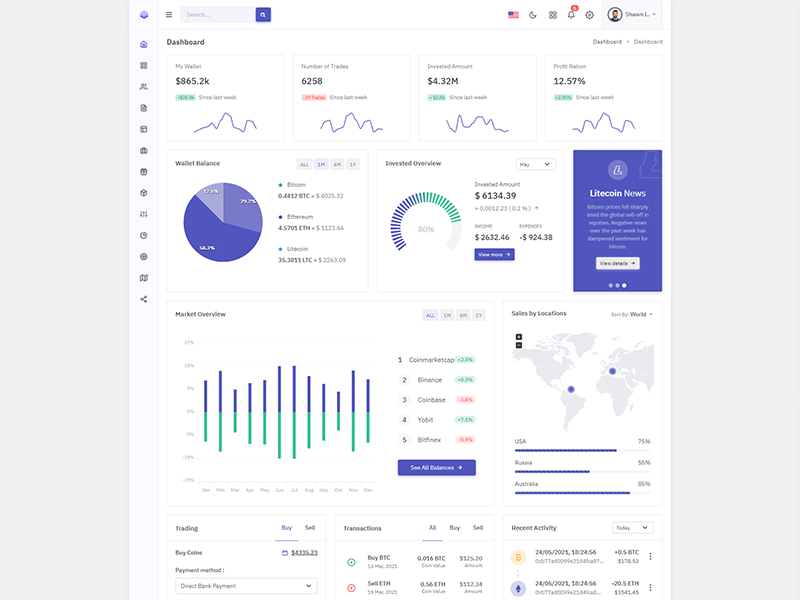 Search...
5
Shawn L.
Dashboard
Dashboard
Dashboard
My Wallet
$865.2k
+$20.9k Since last week
Number of Trades
6258
-29 Trades Since last week
Invested Amount
$4.32M
+ $2.8k Since last week
Profit Ration
12.57%
+2.95% Since last week
Wallet Balance
ALL 1M 6M 1Y
17.5%
29.2%
58.3%
Bitcoin
0.4412 BTC = $ 4025.32
Ethereum
4.5701 ETH = $ 1123.64
Litecoin
35.3811 LTC = $ 2263.09
Invested Overview
May
80%
Invested Amount
$ 6134.39
+ 0.0012.23 ( 0.2 % )
INCOME
$ 2632.46
EXPENSES
-$ 924.38
View more
Litecoin News
Bitcoin prices fell sharply
amid the global sell-off in
equities. Negative news
over the past week has
dampened sentiment for
bitcoin.
View details
Market Overview
ALL 1M 6M 1Y
27%
18%
9%
0%
-9%
-18%
-27%
Jan Feb Mar Apr May Jun Jul Aug Sep Oct Nov Dec
1 Coinmarketcap +2.5%
2 Binance +8.3%
3 Coinbase -3.6%
4 Yobit +7.1%
5 Bitfinex -0.9%
See All Balances
Sales by Locations
Sort By: World
+
−
USA 75%
Russia 55%
Australia 85%
Trading
Buy Sell
Buy Coins
$4335.23
Payment method :
Direct Bank Payment
Transactions
All Buy Sell
Buy BTC
14 Mar, 2021
0.016 BTC
Coin Value
$125.20
Amount
Sell ETH
15 Mar, 2021
0.56 ETH
Coin Value
$112.34
Amount
Recent Activity
Today
24/05/2021, 18:24:56
0xb77ad0099e21d4fca87...
+0.5 BTC
$178.53
24/05/2021, 18:24:56
0xb77ad0099e21d4fca8...
-20.5 ETH
$3541.45